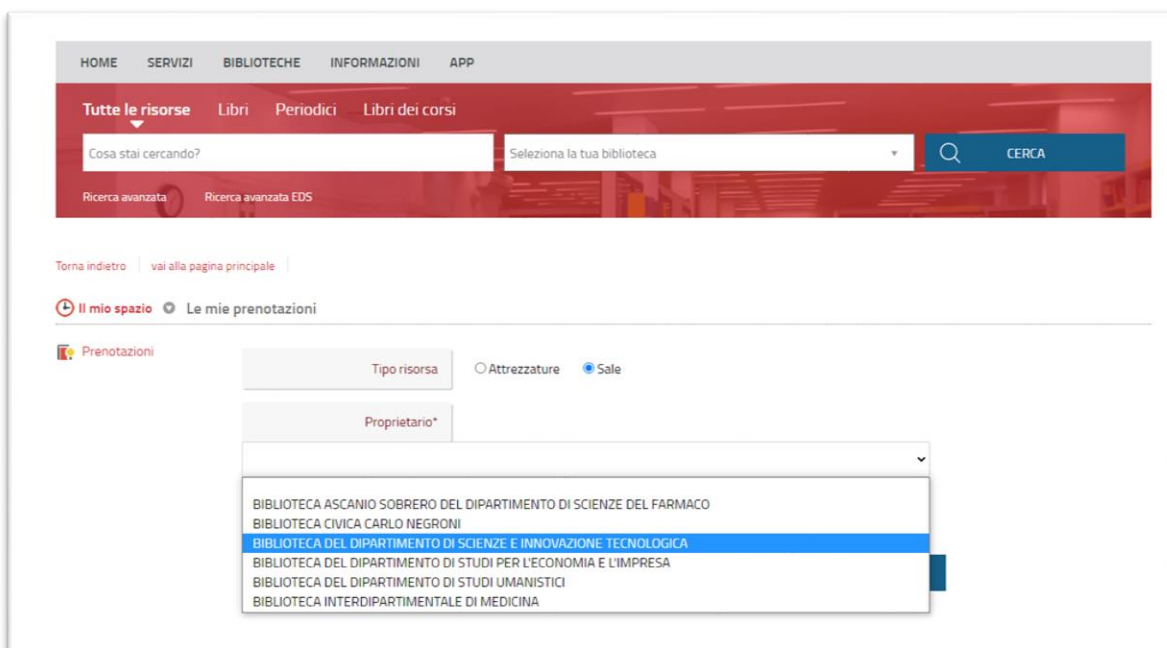 HOME SERVIZI BIBLIOTECHE INFORMAZIONI APP
Tutte le risorse Libri Periodici Libri dei corsi
Cosa stai cercando? Seleziona la tua biblioteca CERCA
Ricerca avanzata Ricerca avanzata EDS
Torna indietro vai alla pagina principale
Il mio spazio Le mie prenotazioni
Prenotazioni
Tipo risorsa Attrezzature Sale
Proprietario*
BIBLIOTECA ASCANIO SOBRERO DEL DIPARTIMENTO DI SCIENZE DEL FARMACO
BIBLIOTECA CIVICA CARLO NEGRONI
BIBLIOTECA DEL DIPARTIMENTO DI SCIENZE E INNOVAZIONE TECNOLOGICA
BIBLIOTECA DEL DIPARTIMENTO DI STUDI PER L'ECONOMIA E L'IMPRESA
BIBLIOTECA DEL DIPARTIMENTO DI STUDI UMANISTICI
BIBLIOTECA INTERDIPARTIMENTALE DI MEDICINA